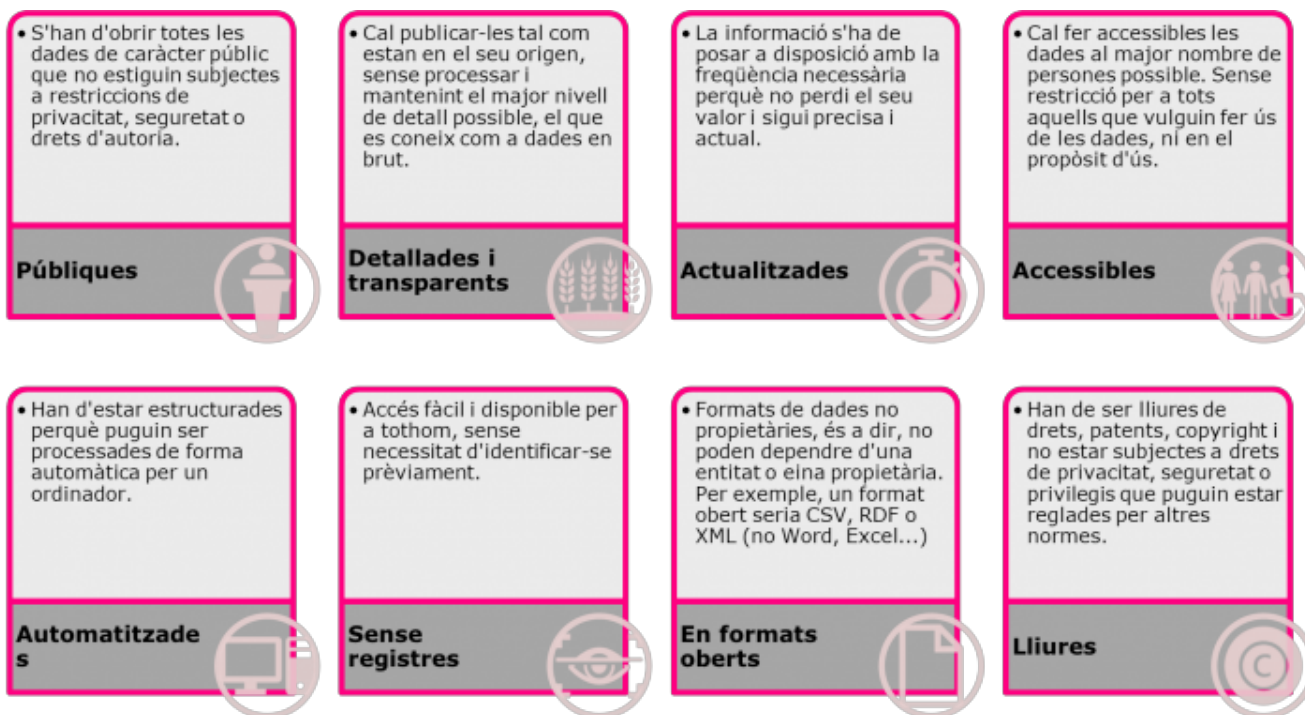 • S'han d'obrir totes les
dades de caràcter públic
que no estiguin subjectes
a restriccions de
privacitat, seguretat o
drets d'autoria.
Públiques
• Cal publicar-les tal com
estan en el seu origen,
sense processar i
mantenint el major nivell
de detall possible, el que
es coneix com a dades en
brut.
Detallades i
transparents
• La informació s'ha de
posar a disposició amb la
freqüència necessària
perquè no perdi el seu
valor i sigui precisa i
actual.
Actualitzades
• Cal fer accessibles les
dades al major nombre de
persones possible. Sense
restricció per a tots
aquells que vulguin fer ús
de les dades, ni en el
propòsit d'ús.
Accessibles
• Han d'estar estructurades
perquè puguin ser
processades de forma
automàtica per un
ordinador.
Automatitzade
s
• Accés fàcil i disponible per
a tothom, sense
necessitat d'identificar-se
prèviament.
Sense
registres
• Formats de dades no
propietàries, és a dir, no
poden dependre d'una
entitat o eina propietària.
Per exemple, un format
obert seria CSV, RDF o
XML (no Word, Excel...)
En formats
oberts
• Han de ser lliures de
drets, patents, copyright i
no estar subjectes a drets
de privacitat, seguretat o
privilegis que puguin estar
reglades per altres
normes.
Lliures
C